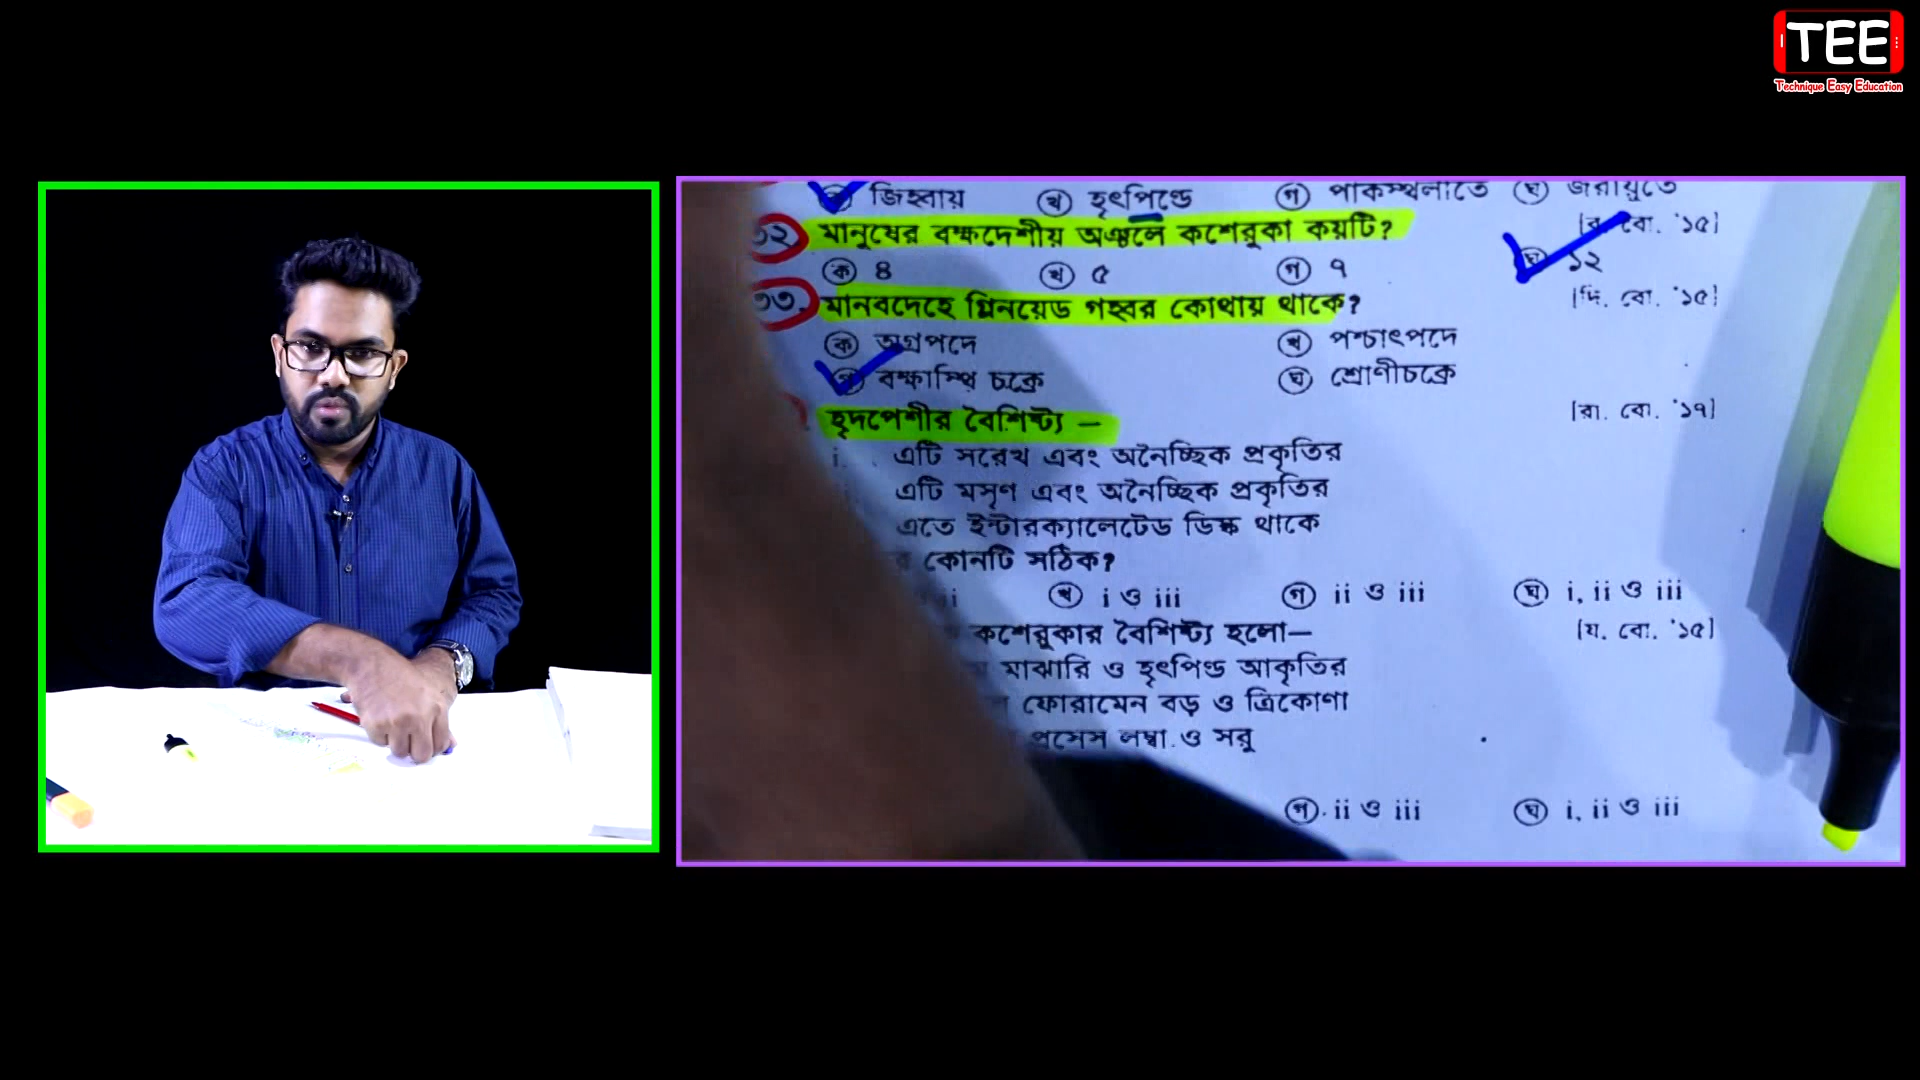 TEE
Technique Easy Education
জিহ্বায় খ হৃৎপিণ্ডে গ পাকস্থলীতে ঘ জরায়ুতে
৩২ মানুষের বক্ষদেশীয় অঞ্চলে কশেরুকা কয়টি? [ব. বো. '১৫]
ক ৪ খ ৫ গ ৭ ঘ ১২
৩৩. মানবদেহে গ্লিনয়েড গহ্বর কোথায় থাকে? [দি. বো. '১৫]
ক অগ্রপদে খ পশ্চাৎপদে
গ বক্ষাস্থি চক্রে ঘ শ্রোণীচক্রে
হৃদপেশীর বৈশিষ্ট্য – [রা. বো. '১৭]
i. এটি সরেখ এবং অনৈচ্ছিক প্রকৃতির
এটি মসৃণ এবং অনৈচ্ছিক প্রকৃতির
এতে ইন্টারক্যালেটেড ডিস্ক থাকে
কোনটি সঠিক?
ii খ i ও iii গ ii ও iii ঘ i, ii ও iii
কশেরুকার বৈশিষ্ট্য হলো– [য. বো. '১৫]
মাঝারি ও হৃৎপিণ্ড আকৃতির
ফোরামেন বড় ও ত্রিকোণা
প্রসেস লম্বা ও সরু
গ ii ও iii ঘ i, ii ও iii